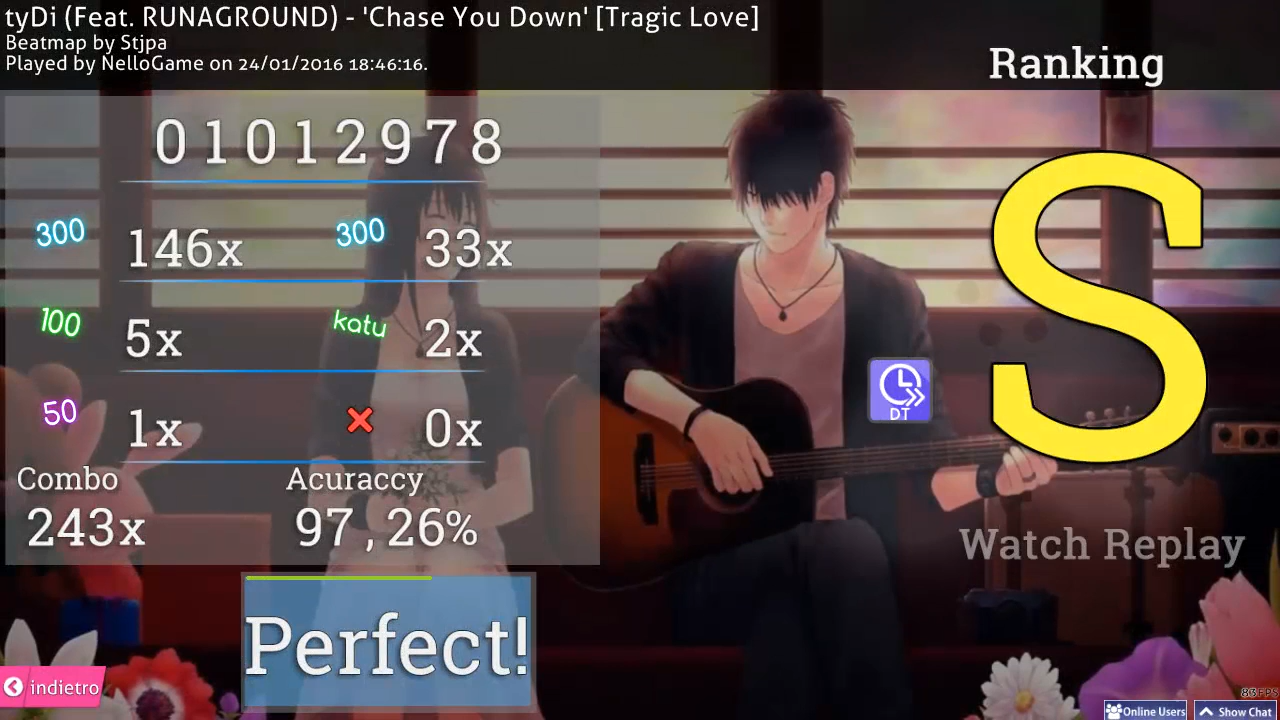 tyDi (Feat. RUNAGROUND) - 'Chase You Down' [Tragic Love]
Beatmap by Stjpa
Played by NelloGame on 24/01/2016 18:46:16.
Ranking
01012978
300 146x 300 33x
100 5x katu 2x
50 1x 0x
Combo Acuraccy
243x 97,26%
S
DT
Watch Replay
Perfect!
indietro
83FPS
Online Users Show Chat